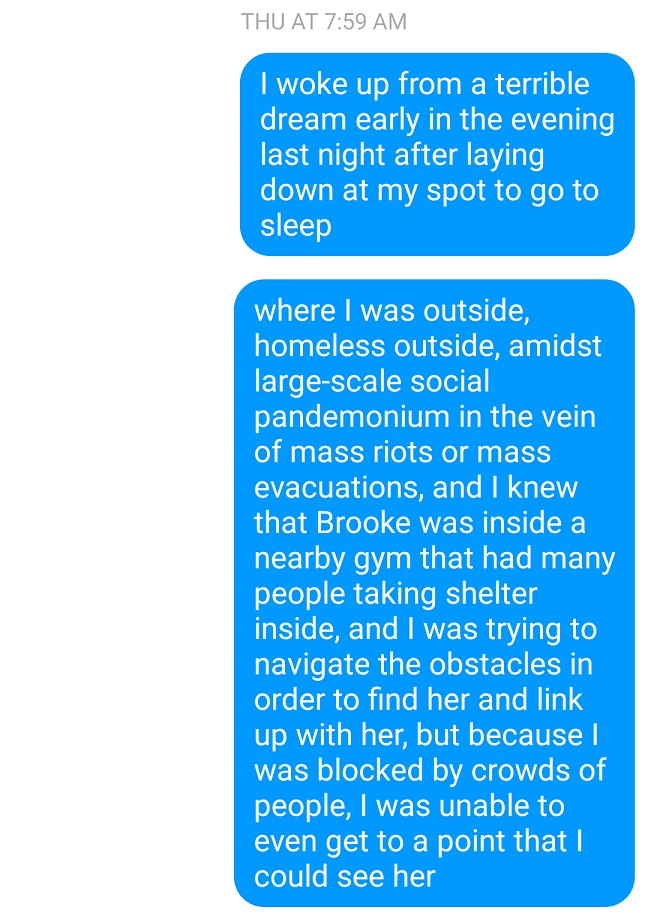 THU AT 7:59 AM
I woke up from a terrible
dream early in the evening
last night after laying
down at my spot to go to
sleep
where I was outside,
homeless outside, amidst
large-scale social
pandemonium in the vein
of mass riots or mass
evacuations, and I knew
that Brooke was inside a
nearby gym that had many
people taking shelter
inside, and I was trying to
navigate the obstacles in
order to find her and link
up with her, but because I
was blocked by crowds of
people, I was unable to
even get to a point that I
could see her